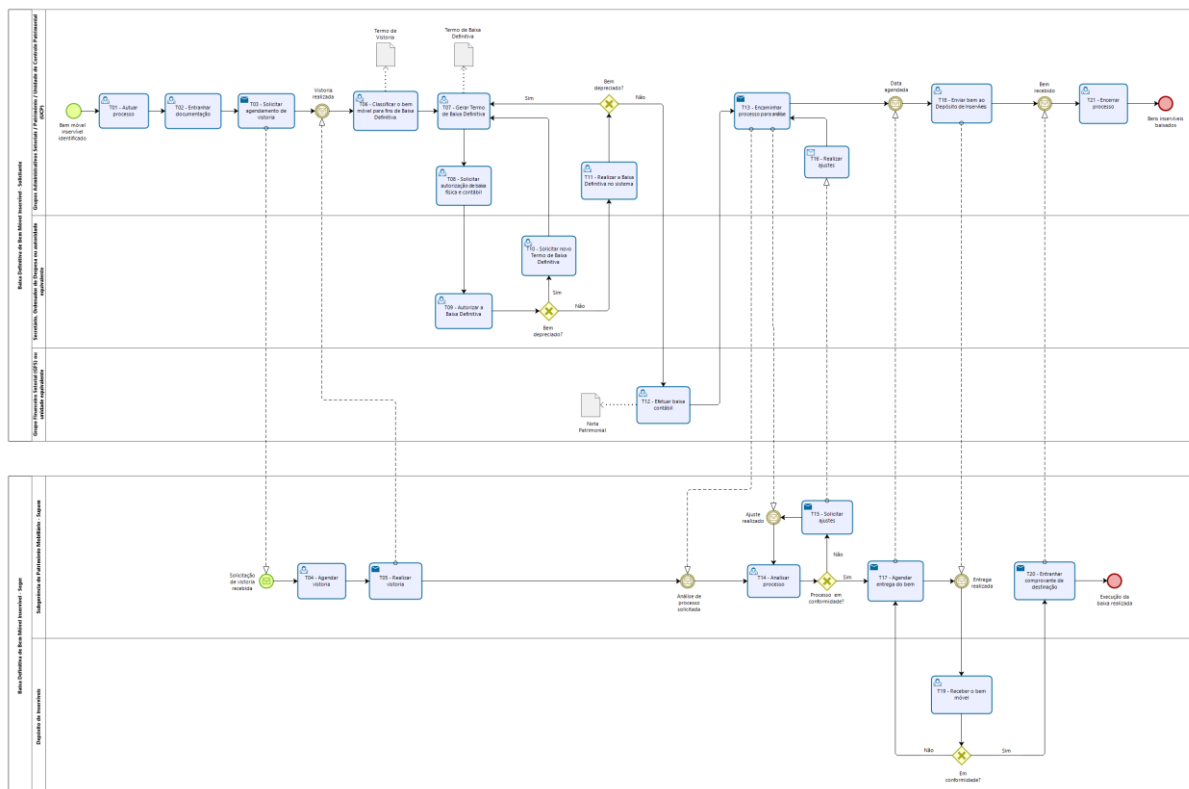 Baixa Definitiva de Bem Móvel Inservível - Solicitante
Grupos Administrativos Setoriais / Patrimônio / Unidade de Controle Patrimonial
(UCP)
Bem móvel
inservível
identificado
T01 - Autuar
processo
T02 - Entranhar
documentação
T03 - Solicitar
agendamento de
vistoria
Vistoria
realizada
Termo de
Vistoria
T06 - Classificar o bem
móvel para fins de Baixa
Definitiva
Termo de Baixa
Definitiva
T07 - Gerar Termo
de Baixa Definitiva
T08 - Solicitar
autorização de baixa
física e contábil
Sim
Bem
depreciado?
Não
T11 - Realizar a Baixa
Definitiva no sistema
T13 - Encaminhar
processo para análise
T16 - Realizar
ajustes
Data
agendada
T18 - Enviar bem ao
Depósito de Inservíveis
Bem
recebido
T21 - Encerrar
processo
Bens inservíveis
baixados
Secretário, Ordenador de Despesa ou autoridade
equivalente
T10 - Solicitar novo
Termo de Baixa
Definitiva
Sim
T09 - Autorizar a
Baixa Definitiva
Não
Bem
depreciado?
Grupo Financeiro Setorial (GFS) ou
unidade equivalente
T12 - Efetuar baixa
contábil
Nota
Patrimonial
Baixa Definitiva de Bem Móvel Inservível - Seger
Subgerência de Patrimônio Mobiliário - Supam
Solicitação
de vistoria
recebida
T04 - Agendar
vistoria
T05 - Realizar
vistoria
Análise de
processo
solicitada
Ajuste
realizado
T15 - Solicitar
ajustes
Não
T14 - Analisar
processo
Sim
Processo em
conformidade?
T17 - Agendar
entrega do bem
Entrega
realizada
T20 - Entranhar
comprovante de
destinação
Execução da
baixa realizada
Depósito de Inservíveis
T19 - Receber o bem
móvel
Não
Sim
Em
conformidade?